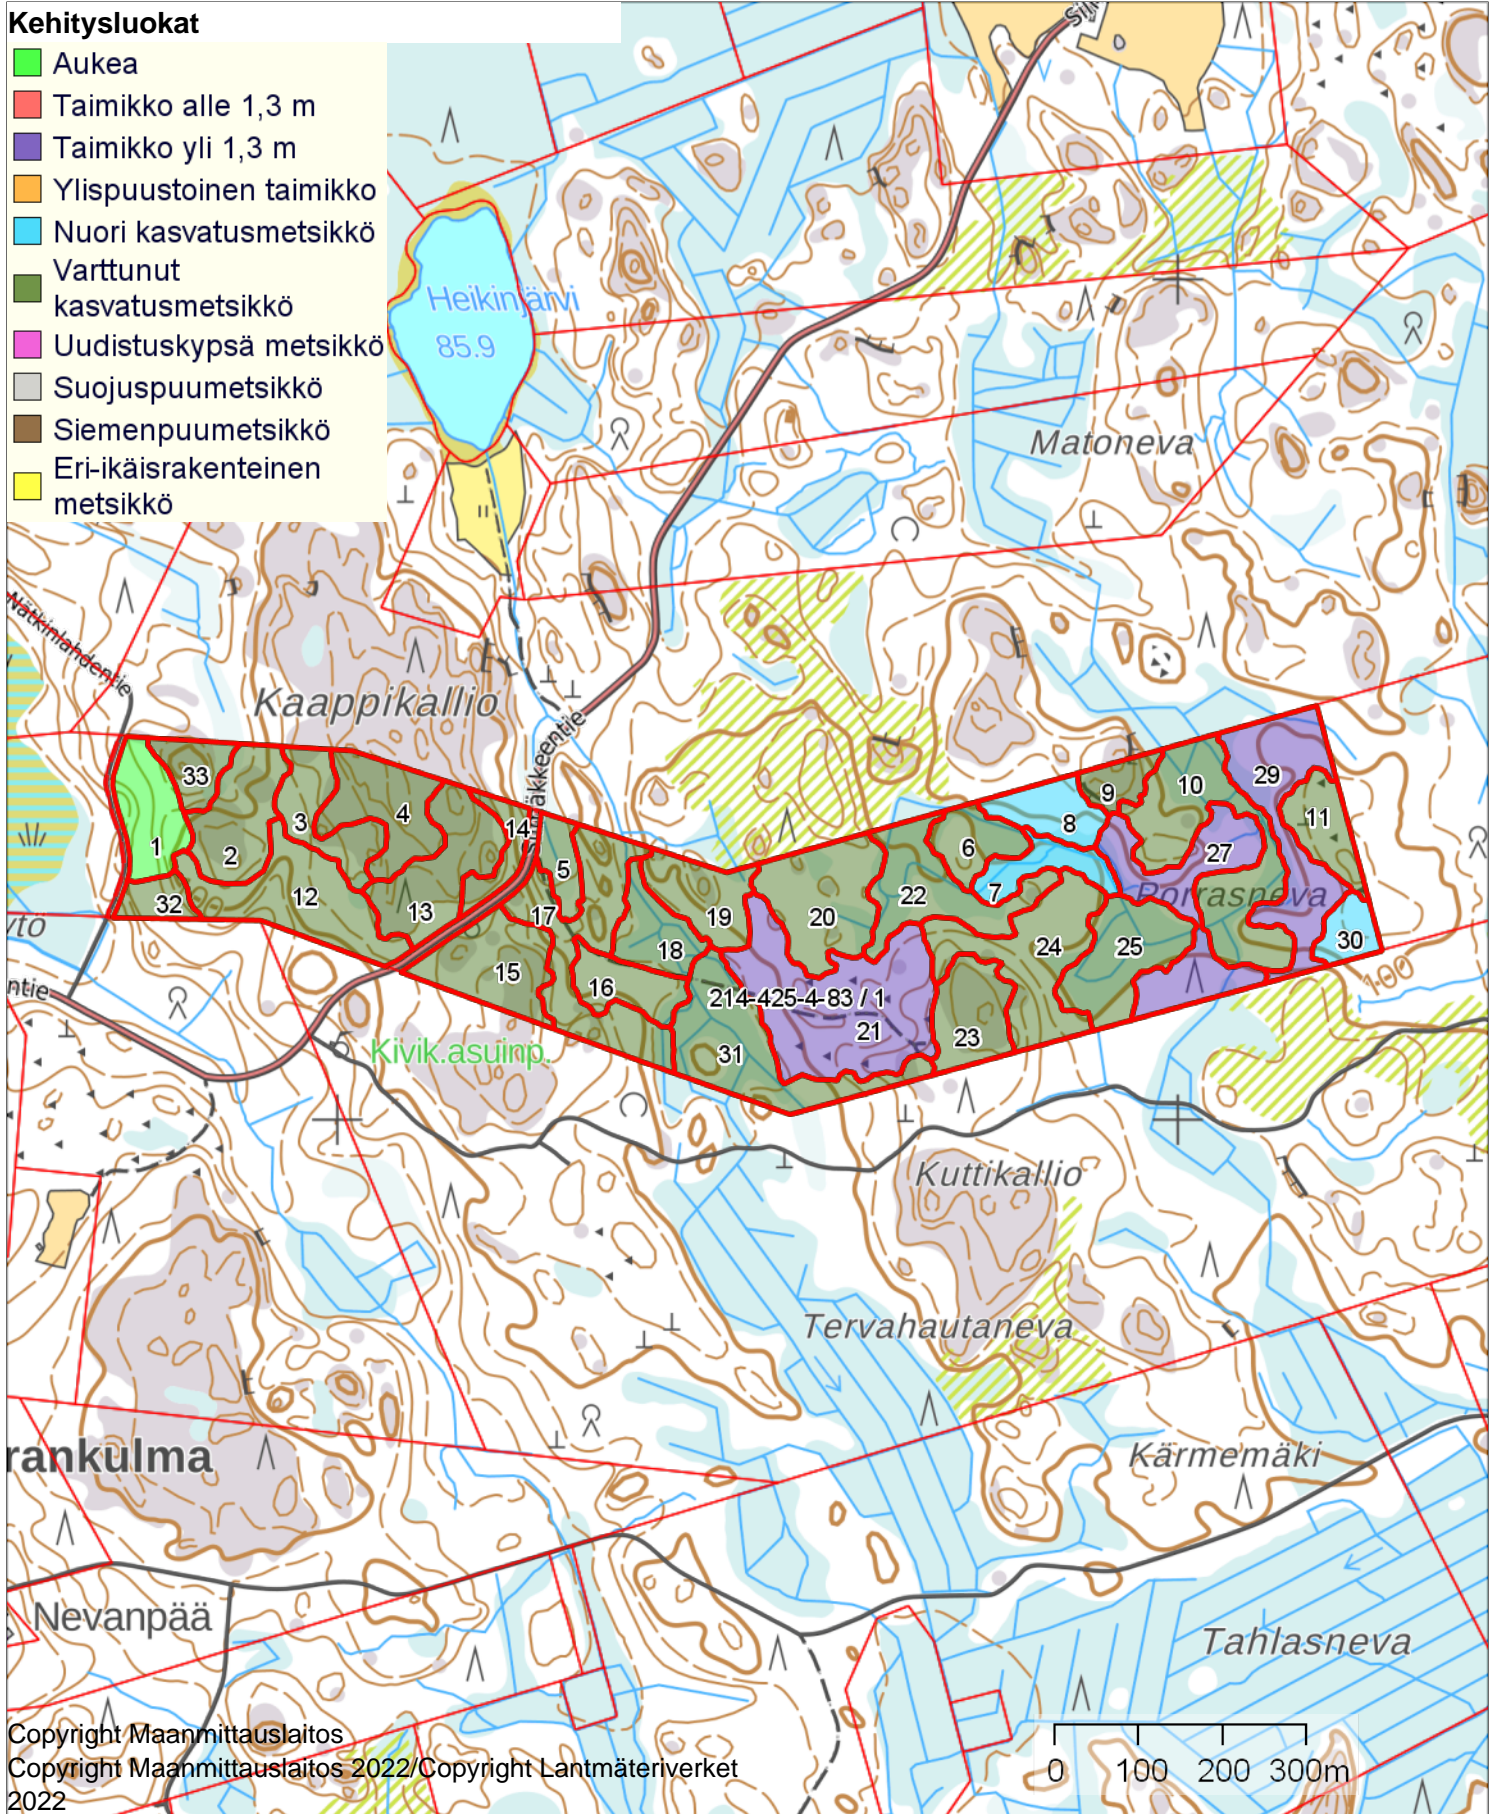 Kehitysluokat
Aukea
Taimikko alle 1,3 m
Taimikko yli 1,3 m
Ylispuustoinen taimikko
Nuori kasvatusmetsikkö
Varttunut
kasvatusmetsikkö
Uudistuskypsä metsikkö
Suojuspuumetsikkö
Siemenpuumetsikkö
Eri-ikäisrakenteinen
metsikkö
Heikinjärvi
85.9
Matoneva
Nätkinlahdentie
Kaappikallio
33
3
4
14
1
2
5
12
32
13
17
15
16
18
19
20
22
6
7
8
9
10
29
11
27
Porrasneva
24
25
30
100
214-425-4-83 / 1
21
23
31
ytö
ntie
5
Kivik.asuinp.
Kuttikallio
Tervahautaneva
Kärmemäki
rankulma
Nevanpää
Tahlasneva
Copyright Maanmittauslaitos
Copyright Maanmittauslaitos 2022/Copyright Lantmäteriverket
2022
0 100 200 300m